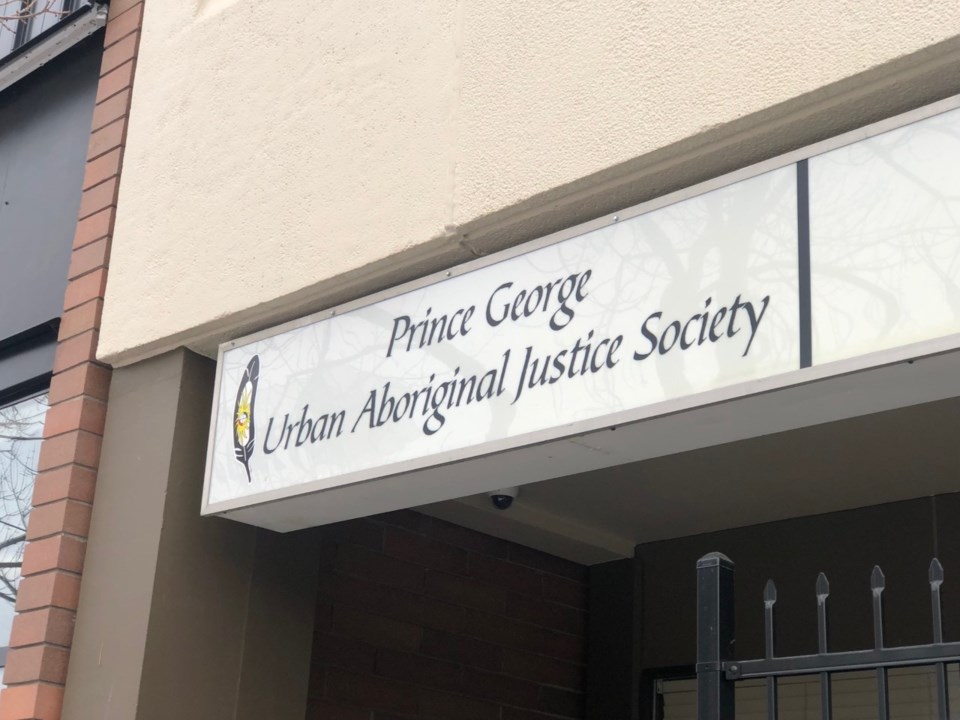 Prince George
Urban Aboriginal Justice Society